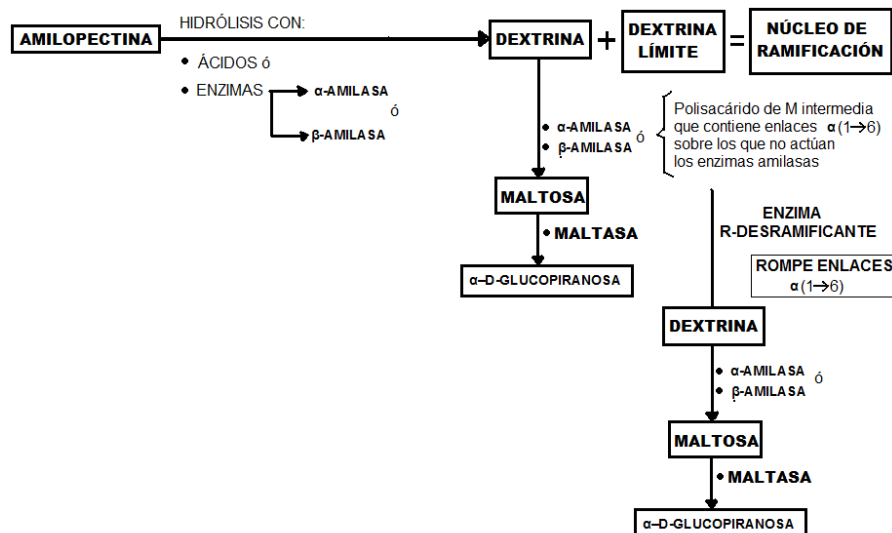 AMILOPECTINA
HIDRÓLISIS CON:
• ÁCIDOS ó
• ENZIMAS
α-AMILASA
ó
β-AMILASA
DEXTRINA + DEXTRINA LÍMITE = NÚCLEO DE RAMIFICACIÓN
• α-AMILASA ó
• β-AMILASA
MALTOSA
• MALTASA
α–D-GLUCOPIRANOSA
Polisacárido de M intermedia
que contiene enlaces α(1→6)
sobre los que no actúan
los enzimas amilasas
ENZIMA
R-DESRAMIFICANTE
ROMPE ENLACES
α(1→6)
DEXTRINA
• α-AMILASA ó
• β-AMILASA
MALTOSA
• MALTASA
α–D-GLUCOPIRANOSA